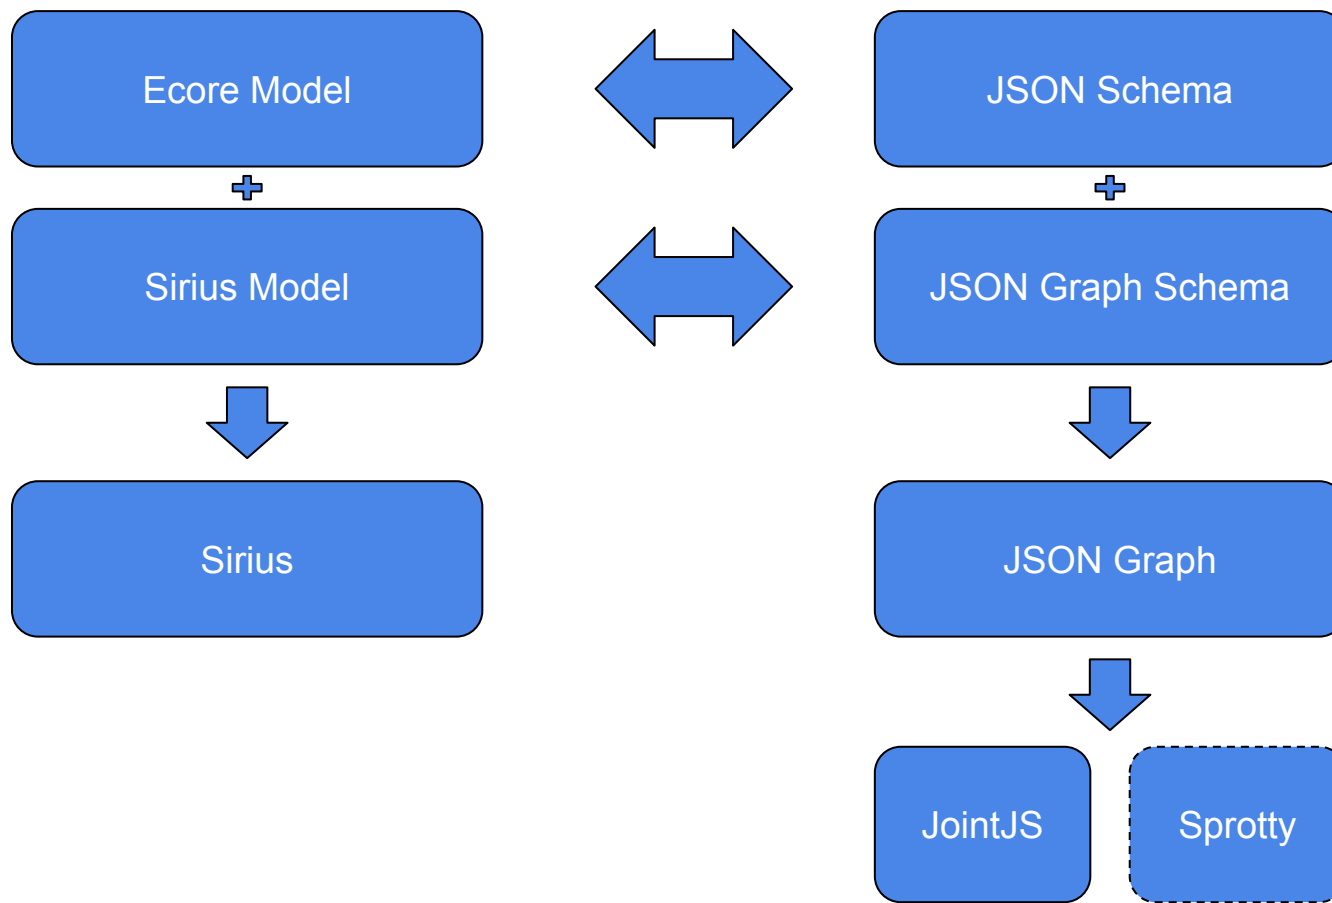 Ecore Model
JSON Schema
Sirius Model
JSON Graph Schema
Sirius
JSON Graph
JointJS
Sprotty